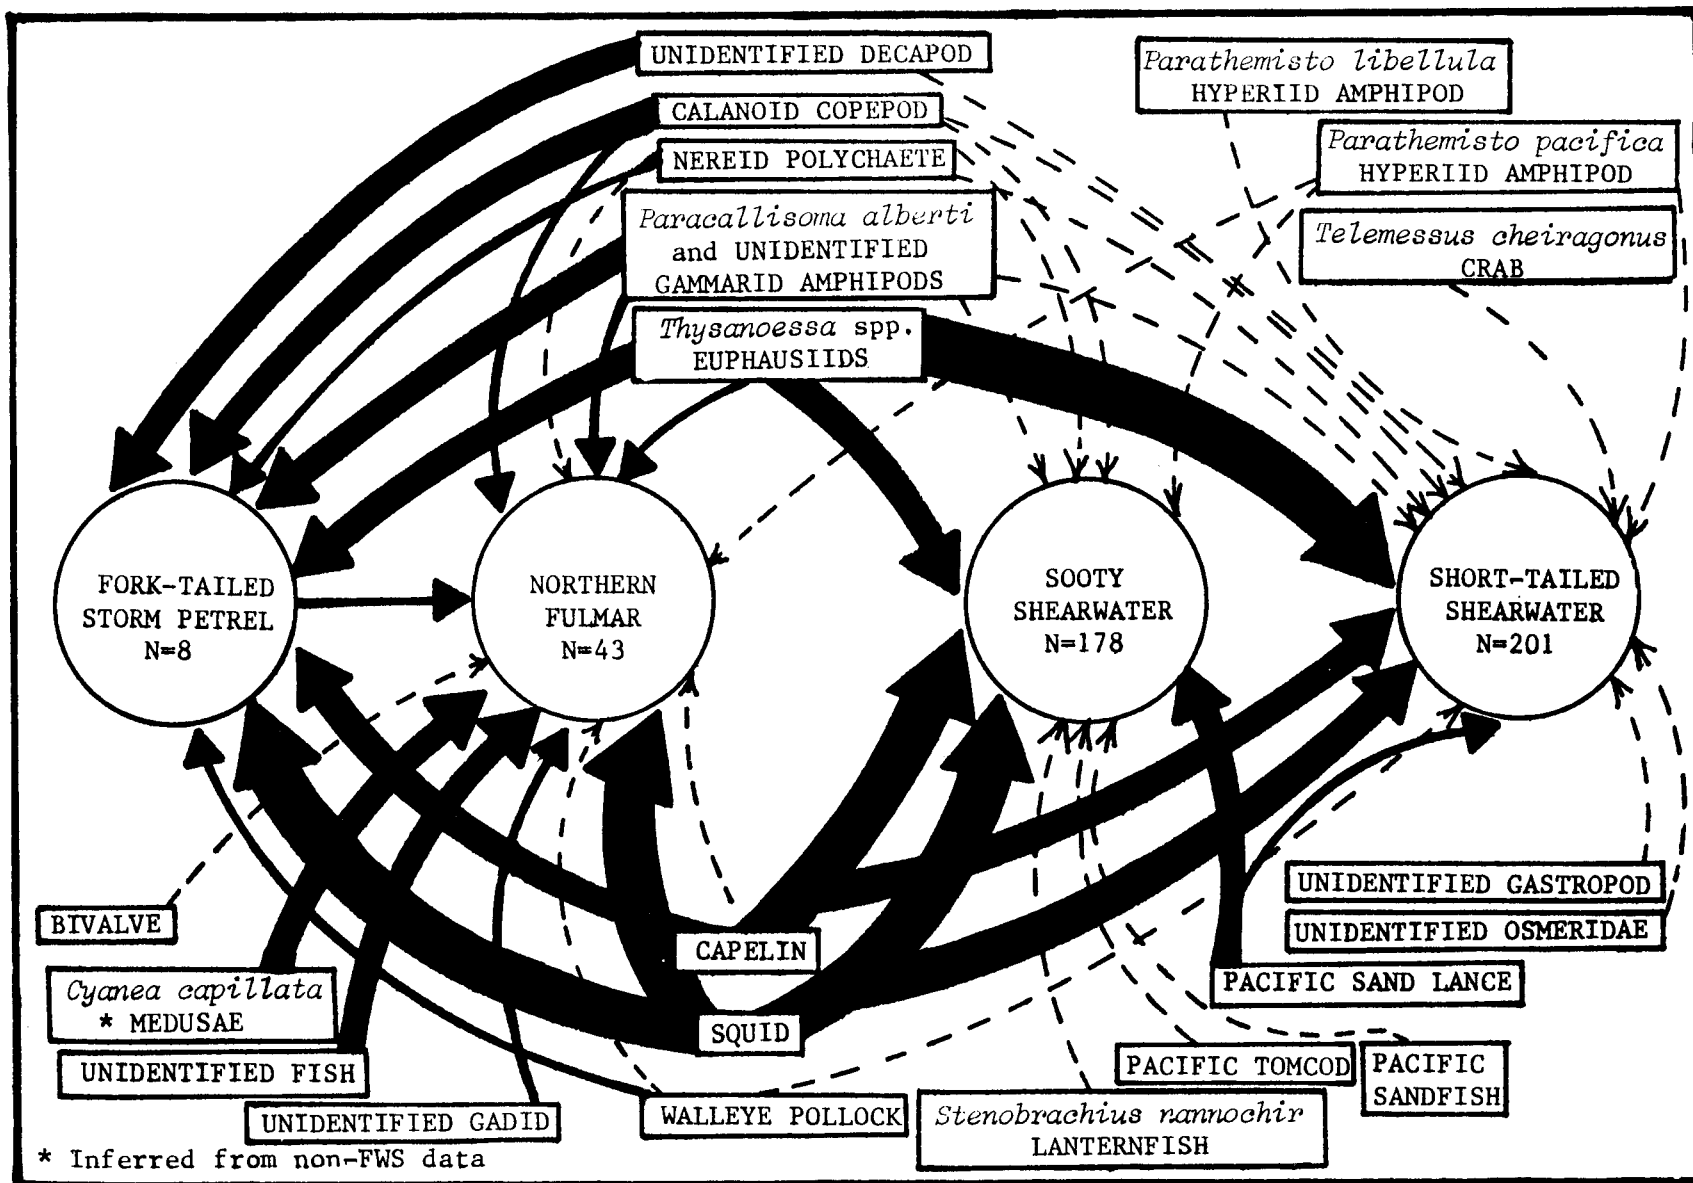 UNIDENTIFIED DECAPOD
CALANOID COPEPOD
NEREID POLYCHAETE
Paracallisoma alberti
and UNIDENTIFIED
GAMMARID AMPHIPODS
Thysanoessa spp.
EUPHAUSIIDS
Parathemisto libellula
HYPERIID AMPHIPOD
Parathemisto pacifica
HYPERIID AMPHIPOD
Telemessus cheiragonus
CRAB
FORK-TAILED
STORM PETREL
N=8
NORTHERN
FULMAR
N=43
SOOTY
SHEARWATER
N=178
SHORT-TAILED
SHEARWATER
N=201
BIVALVE
Cyanea capillata
* MEDUSAE
UNIDENTIFIED FISH
UNIDENTIFIED GADID
CAPELIN
SQUID
WALLEYE POLLOCK
Stenobrachius nannochir
LANTERNFISH
PACIFIC TOMCOD
PACIFIC
SANDFISH
PACIFIC SAND LANCE
UNIDENTIFIED GASTROPOD
UNIDENTIFIED OSMERIDAE
* Inferred from non-FWS data